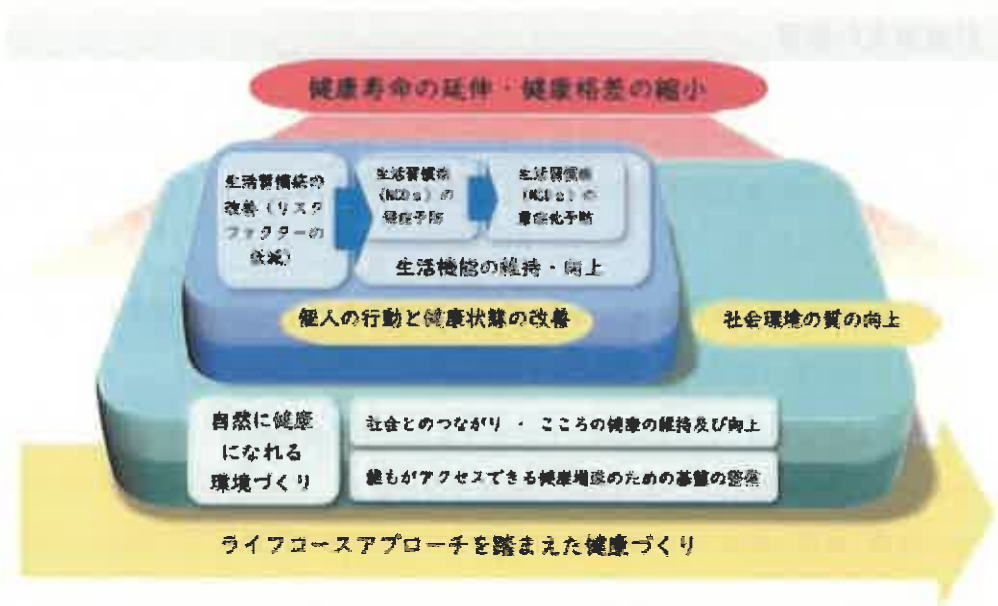 健康寿命の延伸・健康格差の縮小
生活習慣の
改善(リスク
ファクターの
低減)
生活習慣病
(NCDs)の
発症予防
生活習慣病
(NCDs)の
重症化予防
生活機能の維持・向上
個人の行動と健康状態の改善
社会環境の質の向上
自然に健康
になれる
環境づくり
社会とのつながり ・ こころの健康の維持及び向上
誰もがアクセスできる健康増進のための基盤の整備
ライフコースアプローチを踏まえた健康づくり